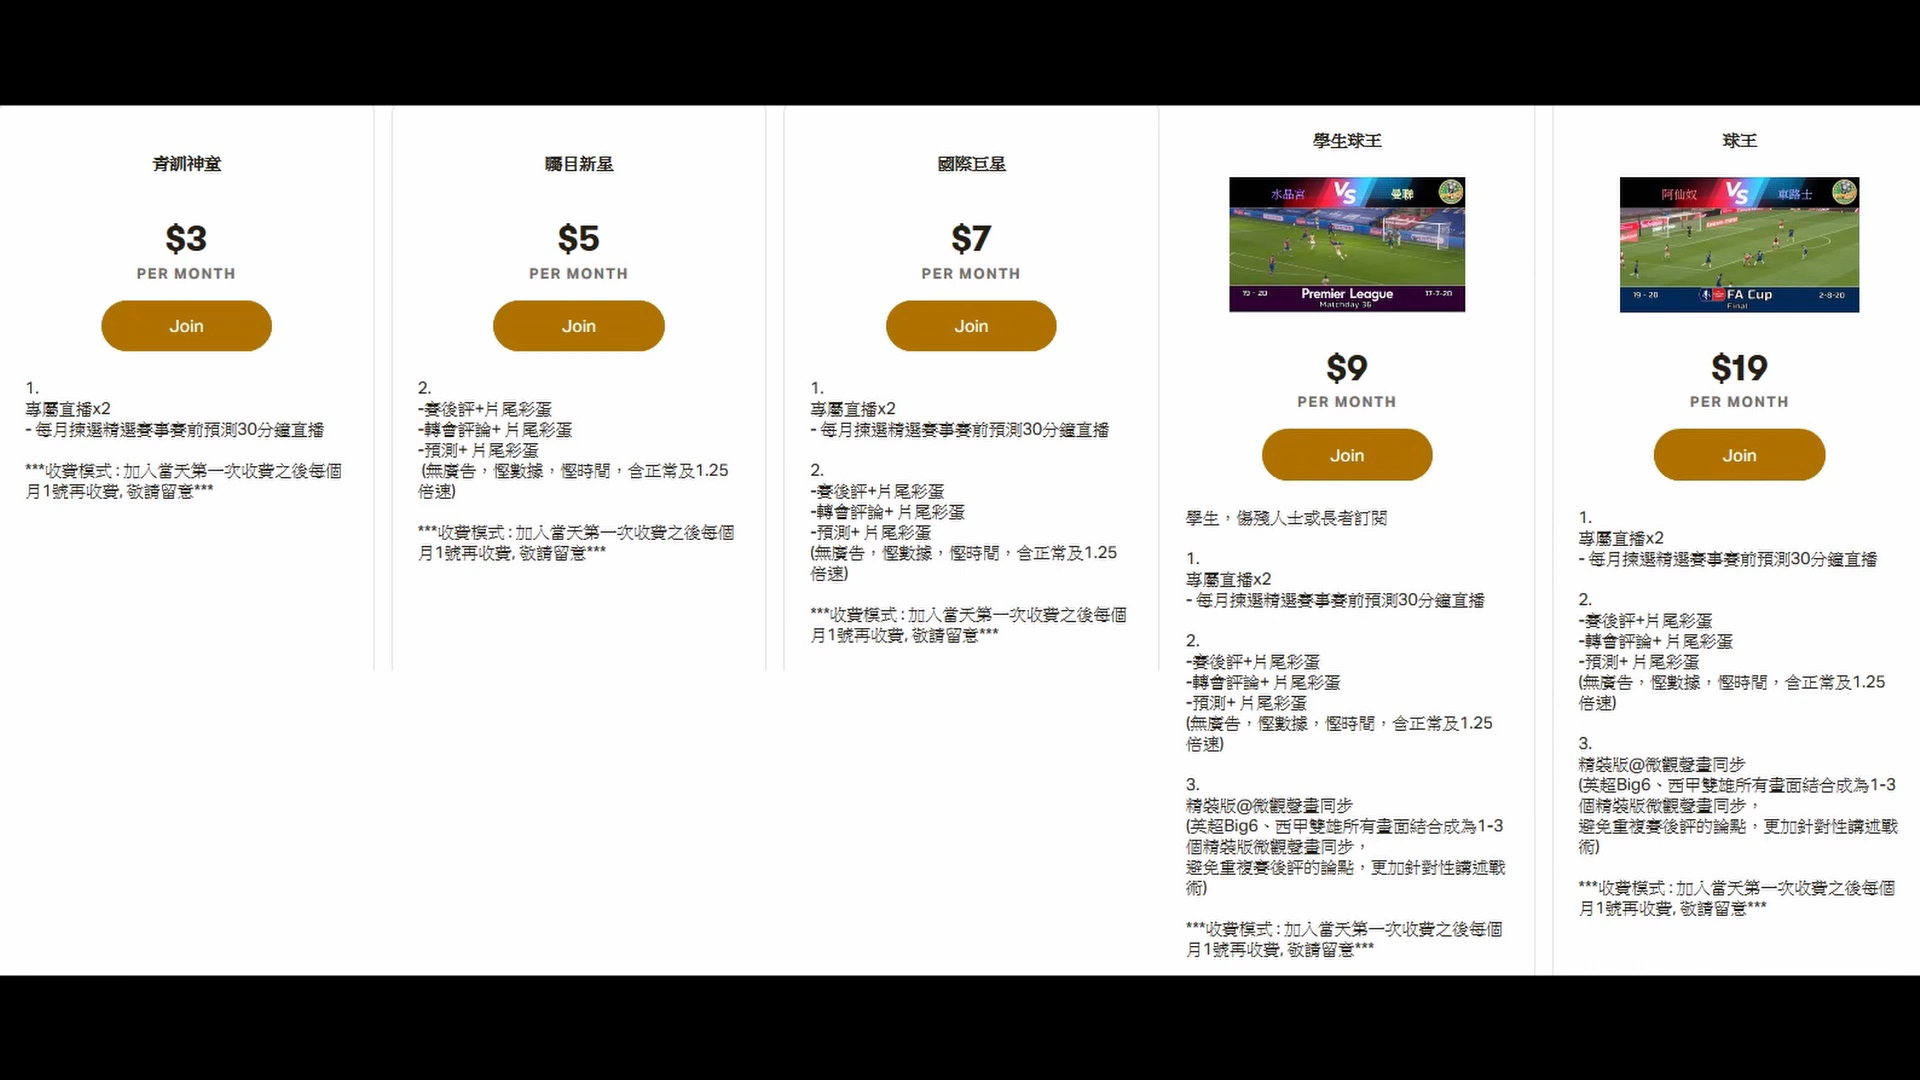 青訓神童
$3
PER MONTH
Join
1.
專屬直播x2
- 每月揀選精選賽事賽前預測30分鐘直播
***收費模式 : 加入當天第一次收費之後每個
月1號再收費, 敬請留意***
矚目新星
$5
PER MONTH
Join
2.
-賽後評+片尾彩蛋
-轉會評論+ 片尾彩蛋
-預測+ 片尾彩蛋
(無廣告，慳數據，慳時間，含正常及1.25
倍速)
***收費模式 : 加入當天第一次收費之後每個
月1號再收費, 敬請留意***
國際巨星
$7
PER MONTH
Join
1.
專屬直播x2
- 每月揀選精選賽事賽前預測30分鐘直播
2.
-賽後評+片尾彩蛋
-轉會評論+ 片尾彩蛋
-預測+ 片尾彩蛋
(無廣告，慳數據，慳時間，含正常及1.25
倍速)
***收費模式 : 加入當天第一次收費之後每個
月1號再收費, 敬請留意***
學生球王
水晶宮 VS 曼聯
19 - 20 Premier League 17-7-20
Matchday 36
$9
PER MONTH
Join
學生，傷殘人士或長者訂閱
1.
專屬直播x2
- 每月揀選精選賽事賽前預測30分鐘直播
2.
-賽後評+片尾彩蛋
-轉會評論+ 片尾彩蛋
-預測+ 片尾彩蛋
(無廣告，慳數據，慳時間，含正常及1.25
倍速)
3.
精裝版@微觀聲畫同步
(英超Big6、西甲雙雄所有畫面結合成為1-3
個精裝版微觀聲畫同步，
避免重複賽後評的論點，更加針對性講述戰
術)
***收費模式 : 加入當天第一次收費之後每個
月1號再收費, 敬請留意***
球王
阿仙奴 VS 車路士
19 - 20 FA Cup 2-8-20
Final
$19
PER MONTH
Join
1.
專屬直播x2
- 每月揀選精選賽事賽前預測30分鐘直播
2.
-賽後評+片尾彩蛋
-轉會評論+ 片尾彩蛋
-預測+ 片尾彩蛋
(無廣告，慳數據，慳時間，含正常及1.25
倍速)
3.
精裝版@微觀聲畫同步
(英超Big6、西甲雙雄所有畫面結合成為1-3
個精裝版微觀聲畫同步，
避免重複賽後評的論點，更加針對性講述戰
術)
***收費模式 : 加入當天第一次收費之後每個
月1號再收費, 敬請留意***